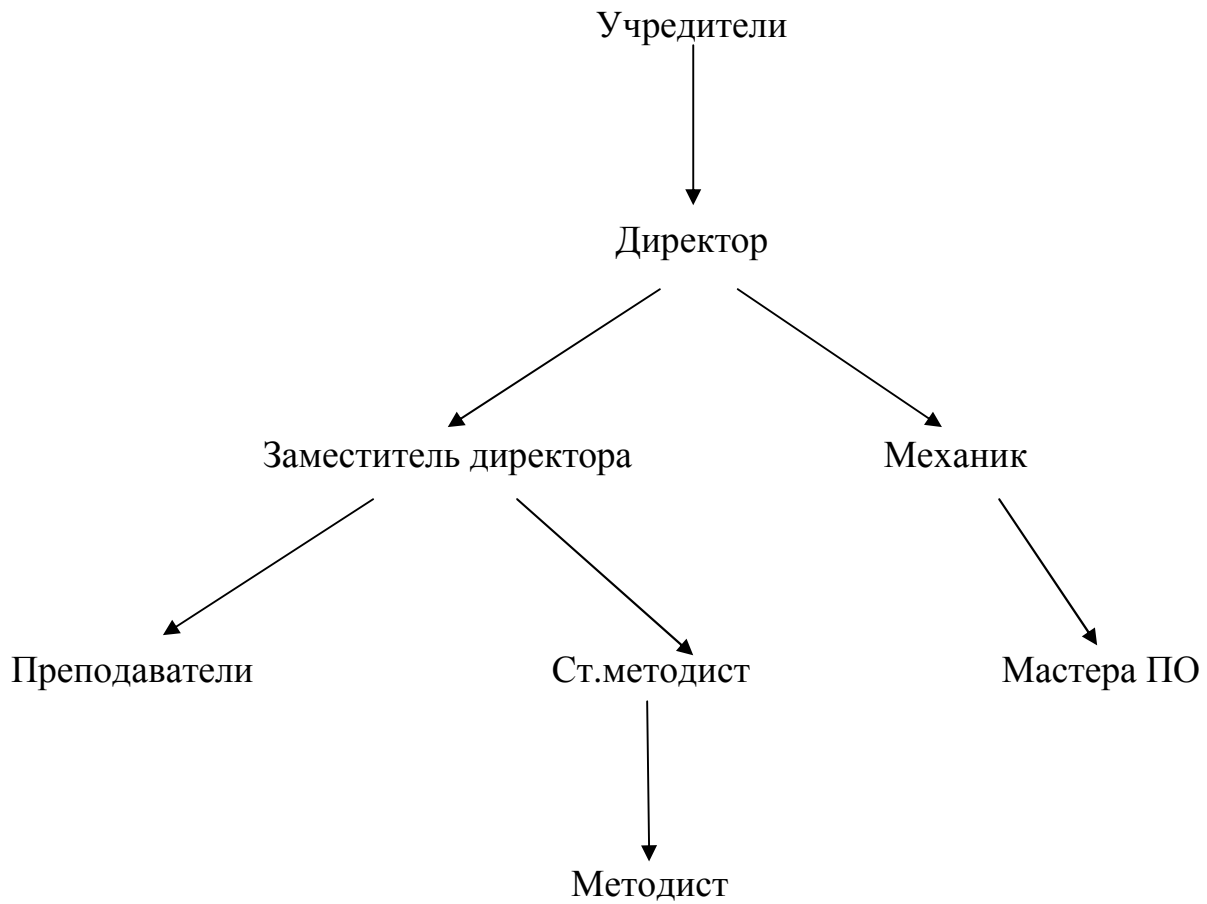 Учредители
Директор
Заместитель директора
Механик
Преподаватели
Ст.методист
Мастера ПО
Методист